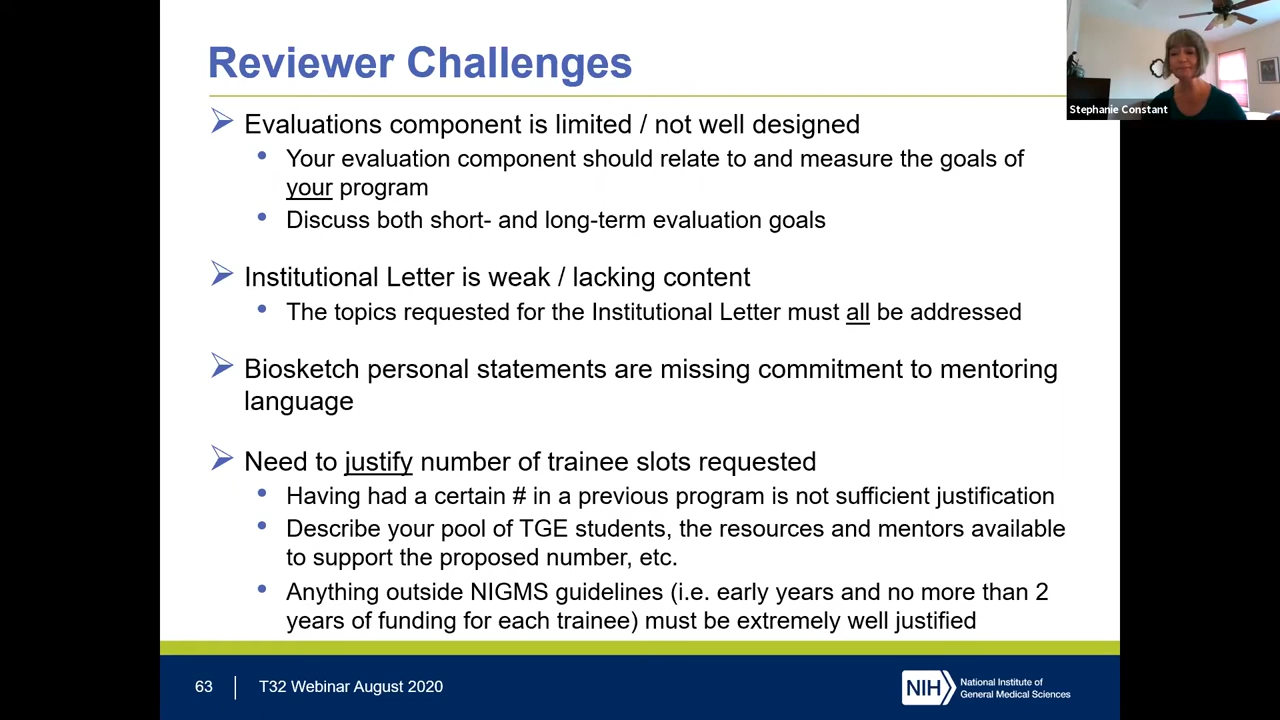 Reviewer Challenges
Stephanie Constant
Evaluations component is limited / not well designed
Your evaluation component should relate to and measure the goals of
your program
Discuss both short- and long-term evaluation goals
Institutional Letter is weak / lacking content
The topics requested for the Institutional Letter must all be addressed
Biosketch personal statements are missing commitment to mentoring
language
Need to justify number of trainee slots requested
Having had a certain # in a previous program is not sufficient justification
Describe your pool of TGE students, the resources and mentors available
to support the proposed number, etc.
Anything outside NIGMS guidelines (i.e. early years and no more than 2
years of funding for each trainee) must be extremely well justified
63
T32 Webinar August 2020
NIH
National Institute of
General Medical Sciences